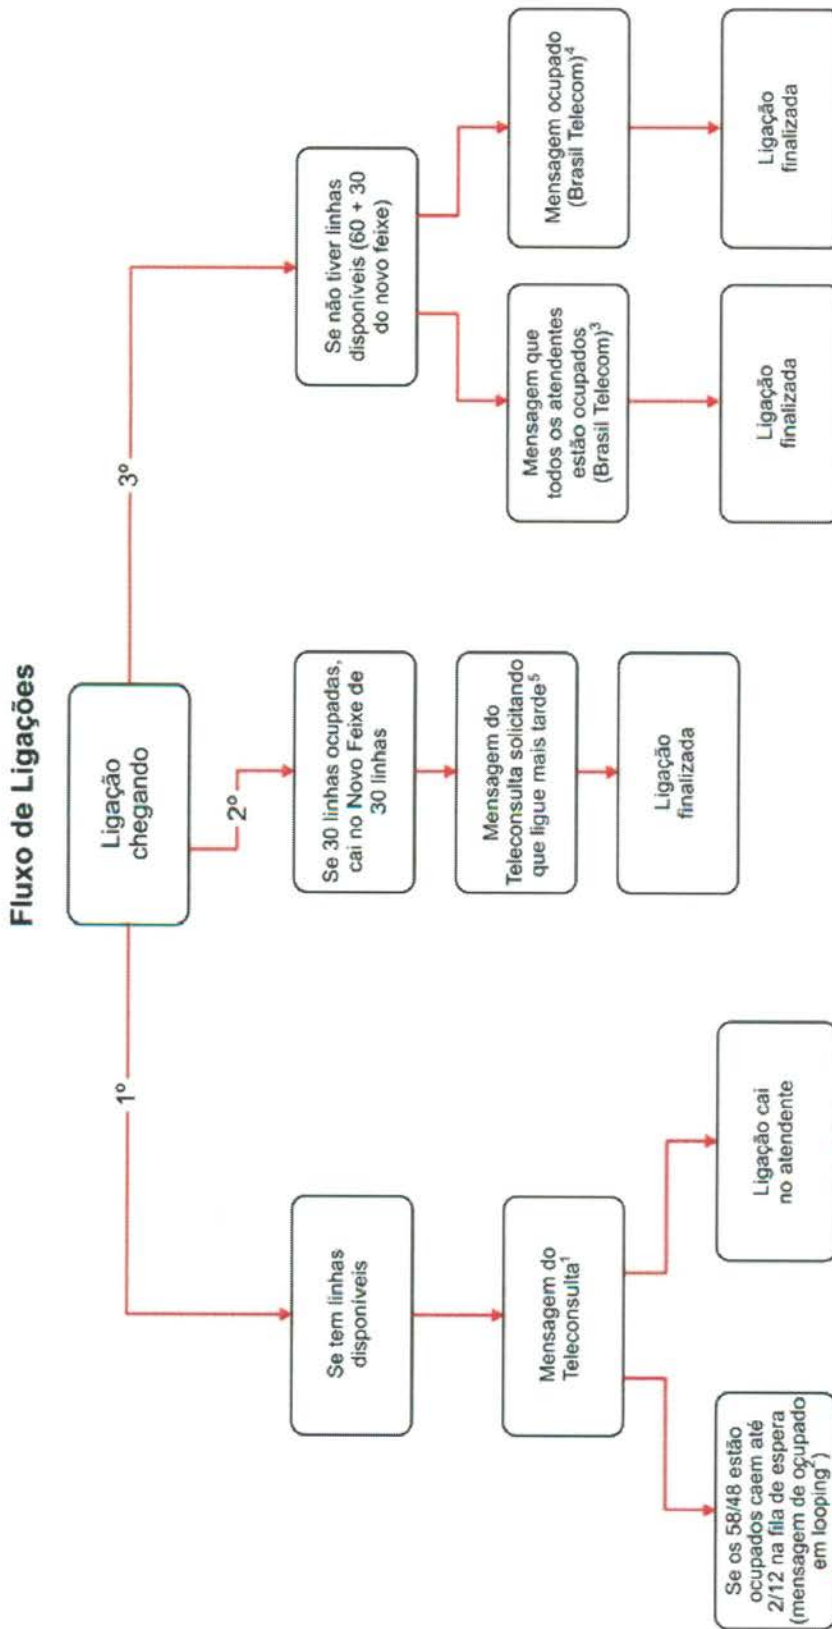 Fluxo de Ligações
Ligação
chegando
1º
2º
3º
Se tem linhas
disponíveis
Mensagem do
Teleconsulta¹
Se os 58/48 estão
ocupados caem até
2/12 na fila de espera
(mensagem de ocupado
em looping²)
Ligação cai
no atendente
Se 30 linhas ocupadas,
cai no Novo Feixe de
30 linhas
Mensagem do
Teleconsulta solicitando
que ligue mais tarde⁵
Ligação
finalizada
Se não tiver linhas
disponíveis (60 + 30
do novo feixe)
Mensagem que
todos os atendentes
estão ocupados
(Brasil Telecom)³
Ligação
finalizada
Mensagem ocupado
(Brasil Telecom)⁴
Ligação
finalizada